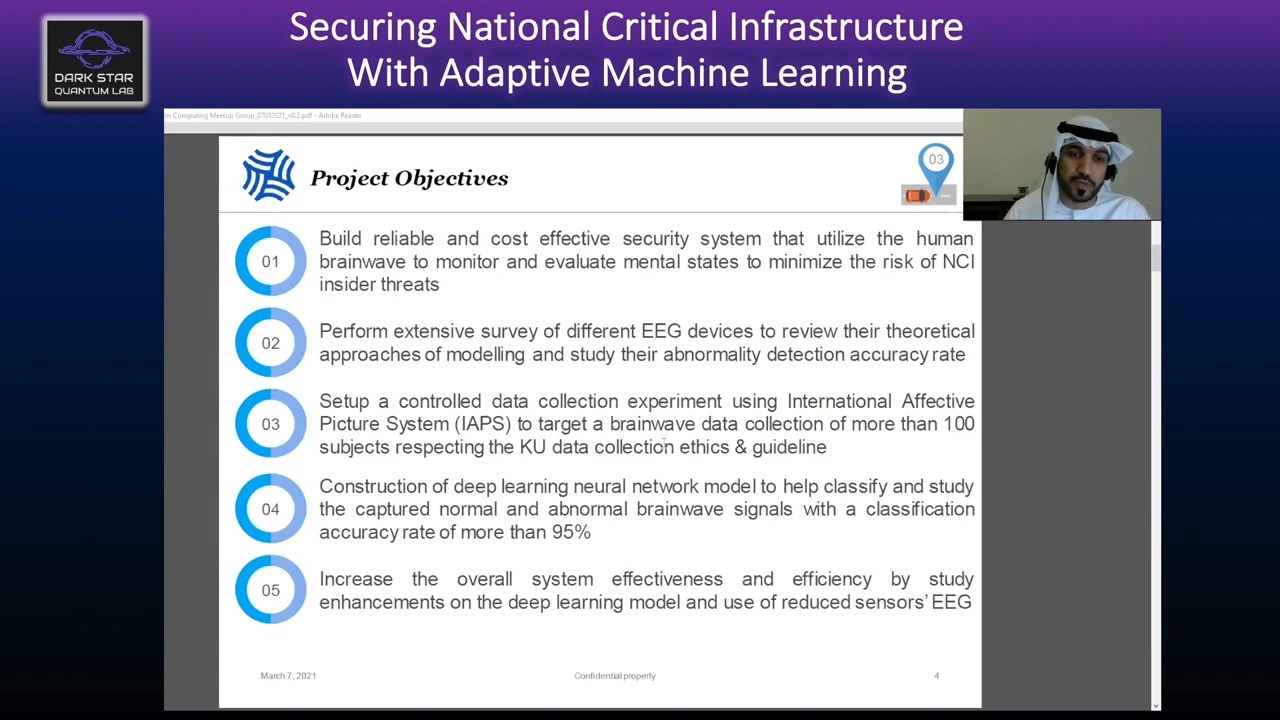 Securing National Critical Infrastructure
With Adaptive Machine Learning
DARK STAR
QUANTUM LAB
m Computing Meetup Group_07032021_v0.2.pdf - Adobe Reader
Project Objectives
03
01
Build reliable and cost effective security system that utilize the human
brainwave to monitor and evaluate mental states to minimize the risk of NCI
insider threats
02
Perform extensive survey of different EEG devices to review their theoretical
approaches of modelling and study their abnormality detection accuracy rate
03
Setup a controlled data collection experiment using International Affective
Picture System (IAPS) to target a brainwave data collection of more than 100
subjects respecting the KU data collection ethics & guideline
04
Construction of deep learning neural network model to help classify and study
the captured normal and abnormal brainwave signals with a classification
accuracy rate of more than 95%
05
Increase the overall system effectiveness and efficiency by study
enhancements on the deep learning model and use of reduced sensors’ EEG
March 7, 2021
Confidential property
4